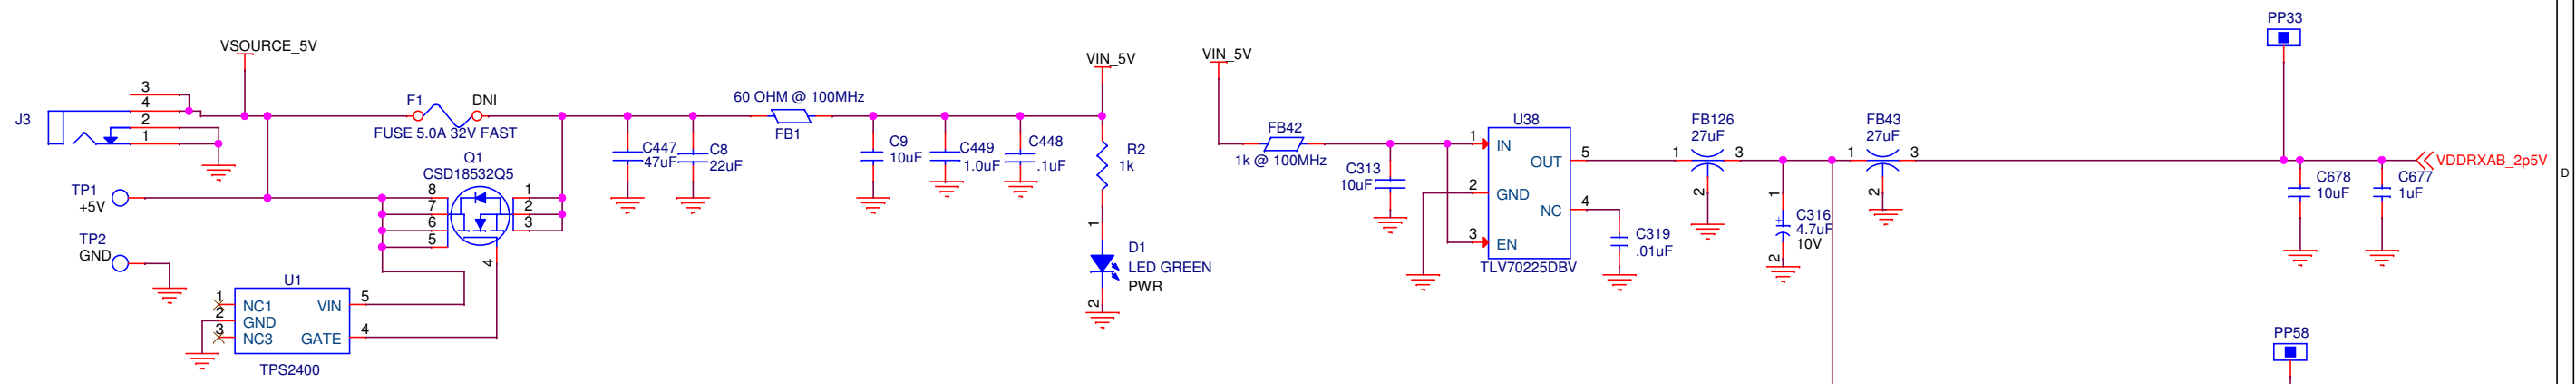 PP33
VSOURCE_5V
VIN_5V
VIN_5V
J3
3
4
2
1
F1
DNI
FUSE 5.0A 32V FAST
60 OHM @ 100MHz
FB1
C447
47uF
C8
22uF
C9
10uF
C449
1.0uF
C448
.1uF
R2
1k
FB42
1k @ 100MHz
C313
10uF
U38
1
IN
OUT
5
2
GND
NC
4
3
EN
TLV70225DBV
C319
.01uF
FB126
27uF
1
3
2
1
C316
4.7uF
10V
2
FB43
27uF
1
3
2
VDDRXAB_2p5V
C678
10uF
C677
1uF
D
Q1
CSD18532Q5
8
7
6
5
1
2
3
4
TP1
+5V
TP2
GND
1
D1
LED GREEN
PWR
2
U1
1
NC1
VIN
5
2
GND
3
NC3
GATE
4
TPS2400
PP58